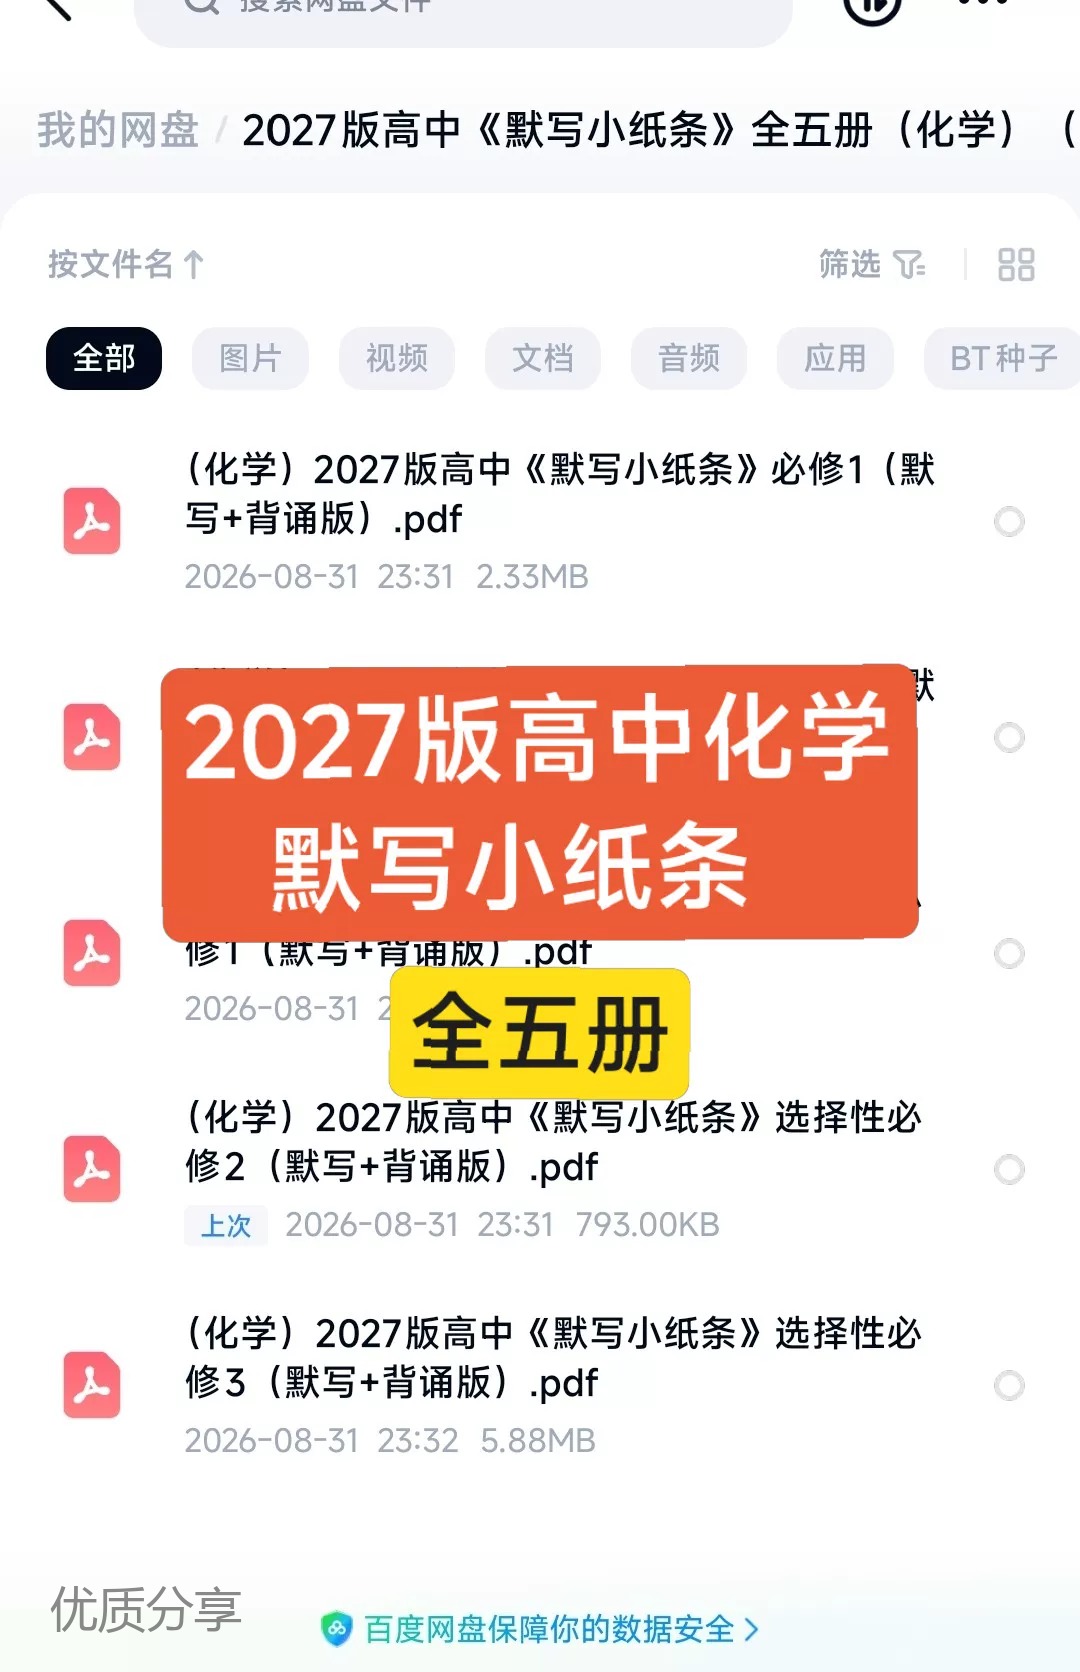 搜索网盘文件
我的网盘 / 2027版高中《默写小纸条》全五册（化学）（
按文件名↑
筛选
全部 图片 视频 文档 音频 应用 BT种子
（化学）2027版高中《默写小纸条》必修1（默
写+背诵版）.pdf
2026-08-31 23:31 2.33MB
默
2027版高中化学
默写小纸条
修1（默写+背诵版）.pdf
2026-08-31
全五册
（化学）2027版高中《默写小纸条》选择性必
修2（默写+背诵版）.pdf
上次 2026-08-31 23:31 793.00KB
（化学）2027版高中《默写小纸条》选择性必
修3（默写+背诵版）.pdf
2026-08-31 23:32 5.88MB
优质分享
百度网盘保障你的数据安全>